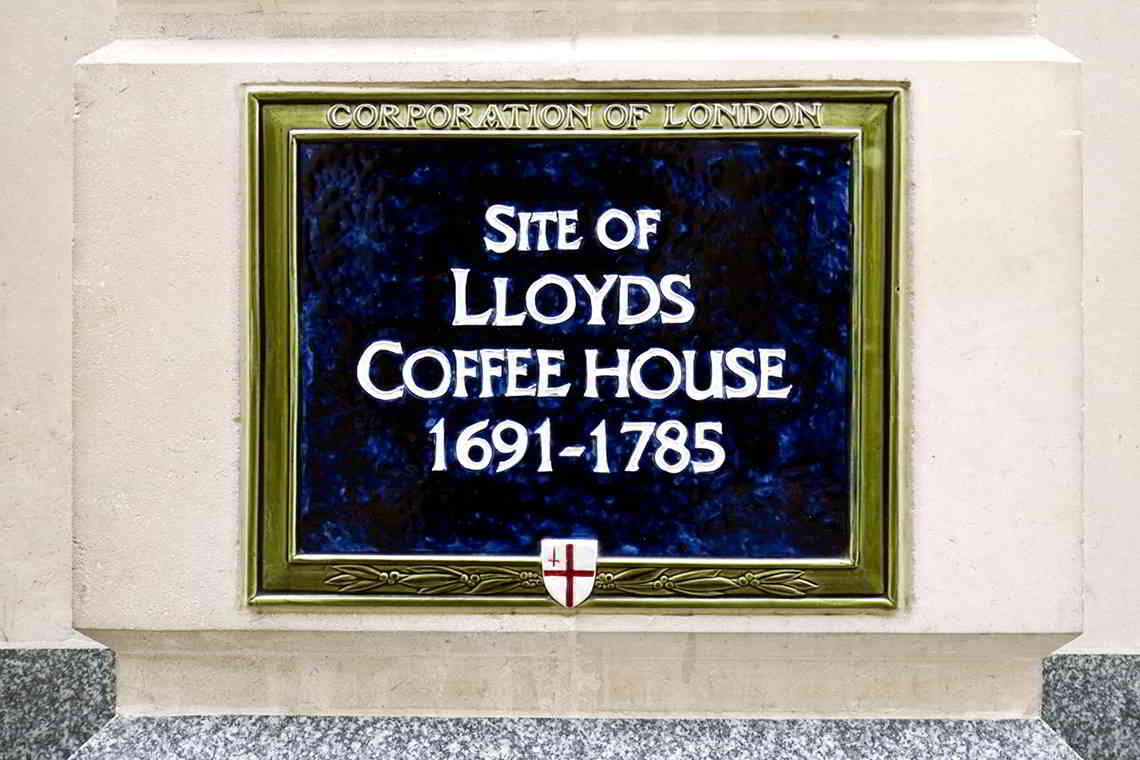 CORPORATION OF LONDON
SITE OF
LLOYDS
COFFEE HOUSE
1691-1785